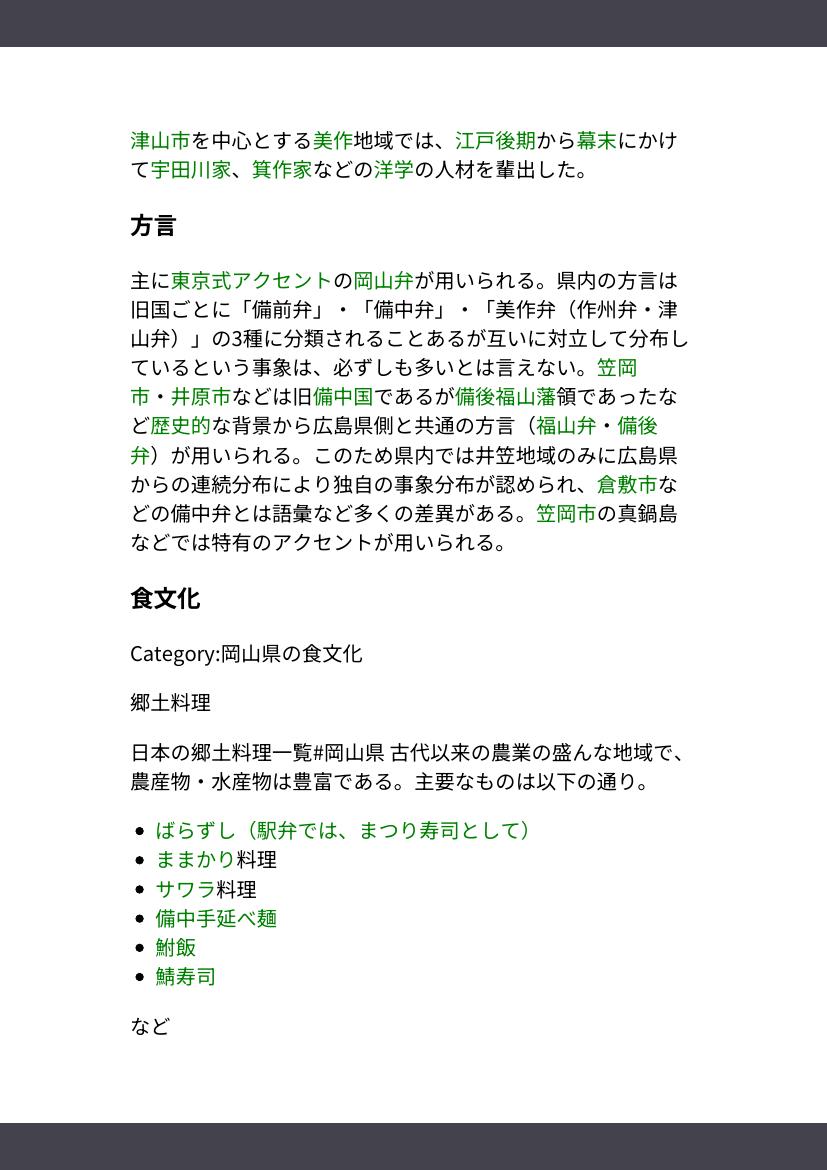 津山市を中心とする美作地域では、江戸後期から幕末にかけ
て宇田川家、箕作家などの洋学の人材を輩出した。
方言
主に東京式アクセントの岡山弁が用いられる。県内の方言は
旧国ごとに「備前弁」・「備中弁」・「美作弁（作州弁・津
山弁）」の3種に分類されることあるが互いに対立して分布し
ているという事象は、必ずしも多いとは言えない。笠岡
市・井原市などは旧備中国であるが備後福山藩領であったな
ど歴史的な背景から広島県側と共通の方言（福山弁・備後
弁）が用いられる。このため県内では井笠地域のみに広島県
からの連続分布により独自の事象分布が認められ、倉敷市な
どの備中弁とは語彙など多くの差異がある。笠岡市の真鍋島
などでは特有のアクセントが用いられる。
食文化
Category:岡山県の食文化
郷土料理
日本の郷土料理一覧#岡山県 古代以来の農業の盛んな地域で、
農産物・水産物は豊富である。主要なものは以下の通り。
• ばらずし（駅弁では、まつり寿司として）
• ままかり料理
• サワラ料理
• 備中手延べ麺
• 鮒飯
• 鯖寿司
など